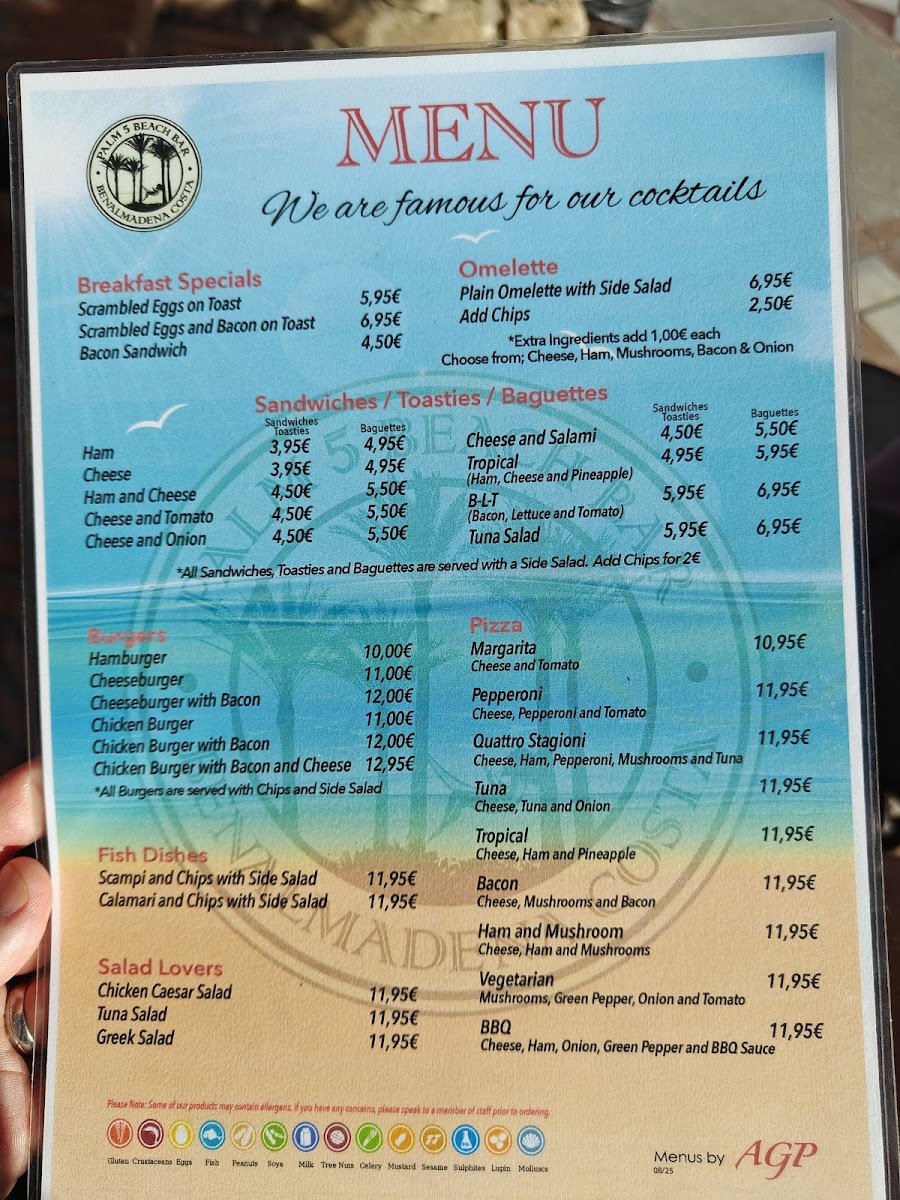 PALM 5 BEACH BAR
BENALMADENA COSTA
MENU
We are famous for our cocktails
Breakfast Specials
Scrambled Eggs on Toast 5,95€
Scrambled Eggs and Bacon on Toast 6,95€
Bacon Sandwich 4,50€
Omelette
Plain Omelette with Side Salad 6,95€
Add Chips 2,50€
*Extra Ingredients add 1,00€ each
Choose from; Cheese, Ham, Mushrooms, Bacon & Onion
Sandwiches / Toasties / Baguettes
Sandwiches
Toasties Baguettes
Ham 3,95€ 4,95€
Cheese 3,95€ 4,95€
Ham and Cheese 4,50€ 5,50€
Cheese and Tomato 4,50€ 5,50€
Cheese and Onion 4,50€ 5,50€
Sandwiches
Toasties Baguettes
Cheese and Salami 4,50€ 5,50€
Tropical 4,95€ 5,95€
(Ham, Cheese and Pineapple)
B-L-T 5,95€ 6,95€
(Bacon, Lettuce and Tomato)
Tuna Salad 5,95€ 6,95€
*All Sandwiches, Toasties and Baguettes are served with a Side Salad. Add Chips for 2€
Burgers
Hamburger 10,00€
Cheeseburger 11,00€
Cheeseburger with Bacon 12,00€
Chicken Burger 11,00€
Chicken Burger with Bacon 12,00€
Chicken Burger with Bacon and Cheese 12,95€
*All Burgers are served with Chips and Side Salad
Fish Dishes
Scampi and Chips with Side Salad 11,95€
Calamari and Chips with Side Salad 11,95€
Salad Lovers
Chicken Caesar Salad 11,95€
Tuna Salad 11,95€
Greek Salad 11,95€
Pizza
Margarita 10,95€
Cheese and Tomato
Pepperoni 11,95€
Cheese, Pepperoni and Tomato
Quattro Stagioni 11,95€
Cheese, Ham, Pepperoni, Mushrooms and Tuna
Tuna 11,95€
Cheese, Tuna and Onion
Tropical 11,95€
Cheese, Ham and Pineapple
Bacon 11,95€
Cheese, Mushrooms and Bacon
Ham and Mushroom 11,95€
Cheese, Ham and Mushrooms
Vegetarian 11,95€
Mushrooms, Green Pepper, Onion and Tomato
BBQ 11,95€
Cheese, Ham, Onion, Green Pepper and BBQ Sauce
PALM 5 BEACH BAR
BENALMADENA COSTA
Please Note: Some of our products may contain allergens, if you have any concerns, please speak to a member of staff prior to ordering.
Gluten Crustaceans Eggs Fish Peanuts Soya Milk Tree Nuts Celery Mustard Sesame Sulphites Lupin Molluscs
Menus by AGP
08/25